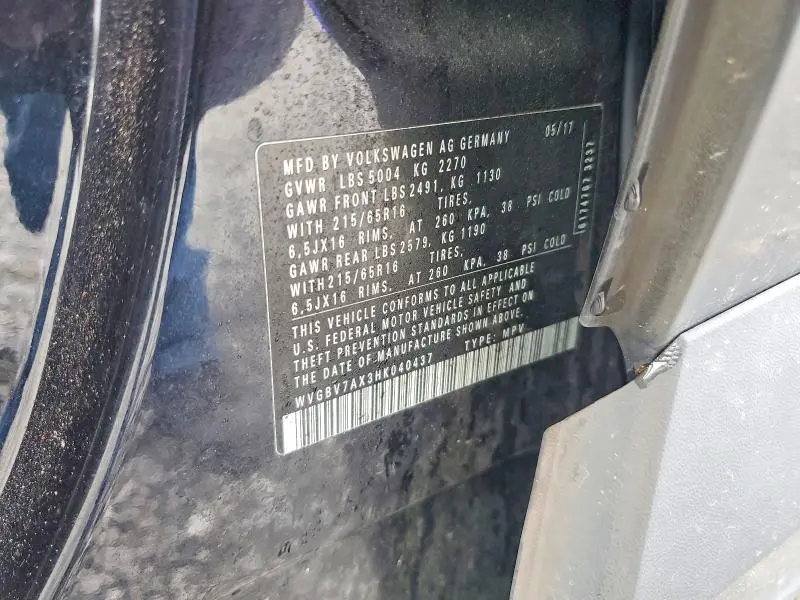 MFD. BY VOLKSWAGEN AG GERMANY 05/17
GVWR LBS 5004 KG 2270
GAWR FRONT LBS 2491, KG 1130
WITH 215/65R16 TIRES.
6,5JX16 RIMS. AT 260 KPA, 38 PSI COLD
GAWR REAR LBS 2579. KG 1190
WITH 215/65R16 TIRES.
6,5JX16 RIMS. AT 260 KPA, 38 PSI COLD
THIS VEHICLE CONFORMS TO ALL APPLICABLE
U.S. FEDERAL MOTOR VEHICLE SAFETY AND
THEFT PREVENTION STANDARDS IN EFFECT ON
THE DATE OF MANUFACTURE SHOWN ABOVE.
WVGBV7AX3HK040437 TYPE: MPV